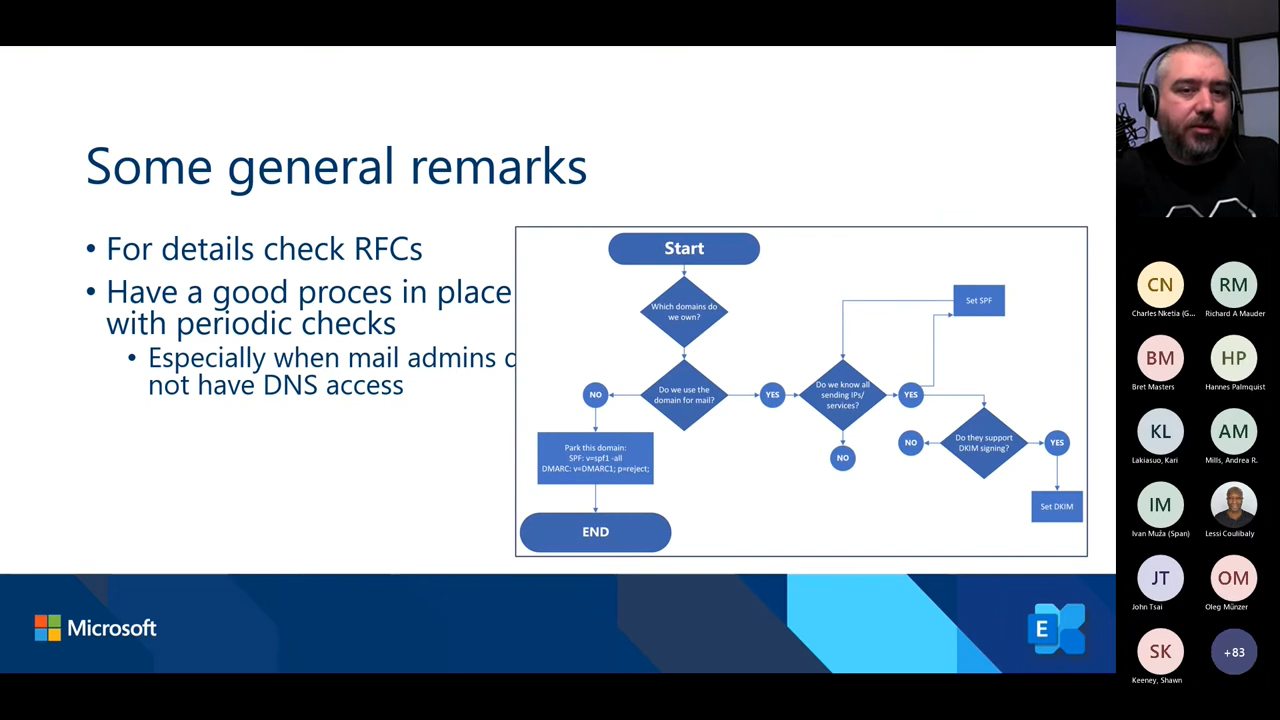 Some general remarks
• For details check RFCs
• Have a good proces in place
with periodic checks
• Especially when mail admins d
not have DNS access
Start
Which domains do
we own?
Do we use the
domain for mail?
NO
YES
Park this domain:
SPF: v=spf1 -all
DMARC: v=DMARC1; p=reject;
END
Do we know all
sending IPs/
services?
YES
NO
Set SPF
Do they support
DKIM signing?
NO
YES
Set DKIM
Microsoft
E
CN
Charles Nketia (G...
RM
Richard A Mauder
BM
Bret Masters
HP
Hannes Palmquist
KL
Lakiasuo, Kari
AM
Mills, Andrea R.
IM
Ivan Muža (Span)
Lessi Coulibaly
JT
John Tsai
OM
Oleg Münzer
SK
Keeney, Shawn
+83